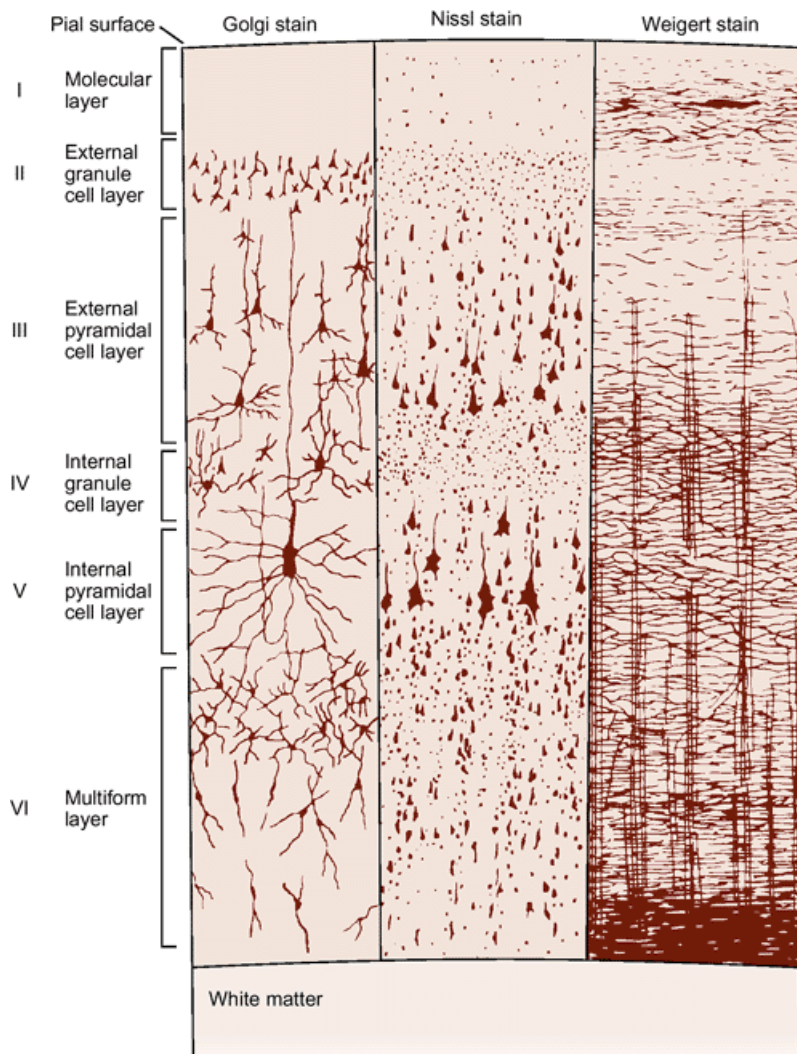 Pial surface
Golgi stain
Nissl stain
Weigert stain
I
Molecular
layer
II
External
granule
cell layer
III
External
pyramidal
cell layer
IV
Internal
granule
cell layer
V
Internal
pyramidal
cell layer
VI
Multiform
layer
White matter